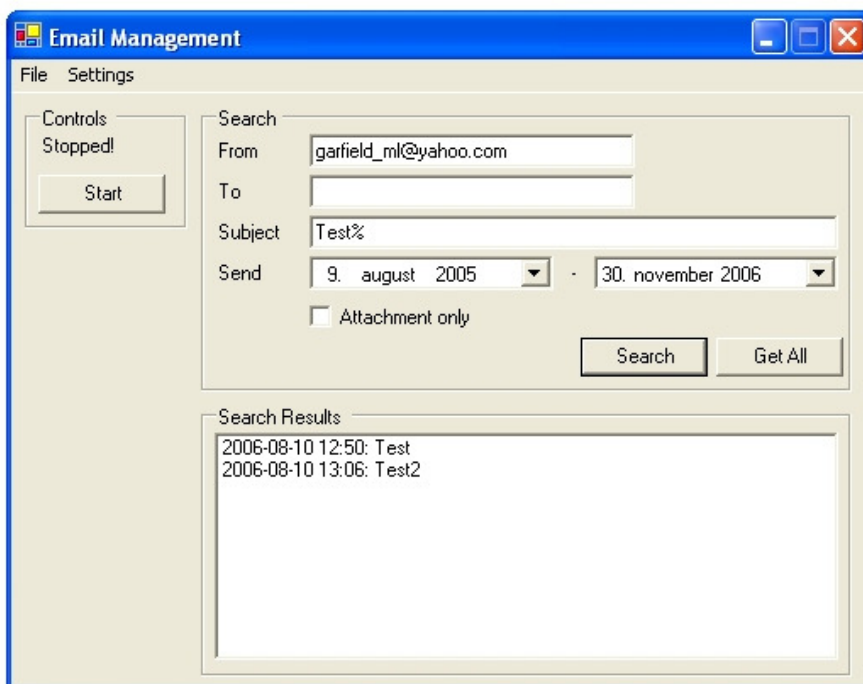 Email Management
File Settings
Controls
Stopped!
Start
Search
From garfield_ml@yahoo.com
To
Subject Test%
Send 9. august 2005 - 30. november 2006
Attachment only
Search Get All
Search Results
2006-08-10 12:50: Test
2006-08-10 13:06: Test2